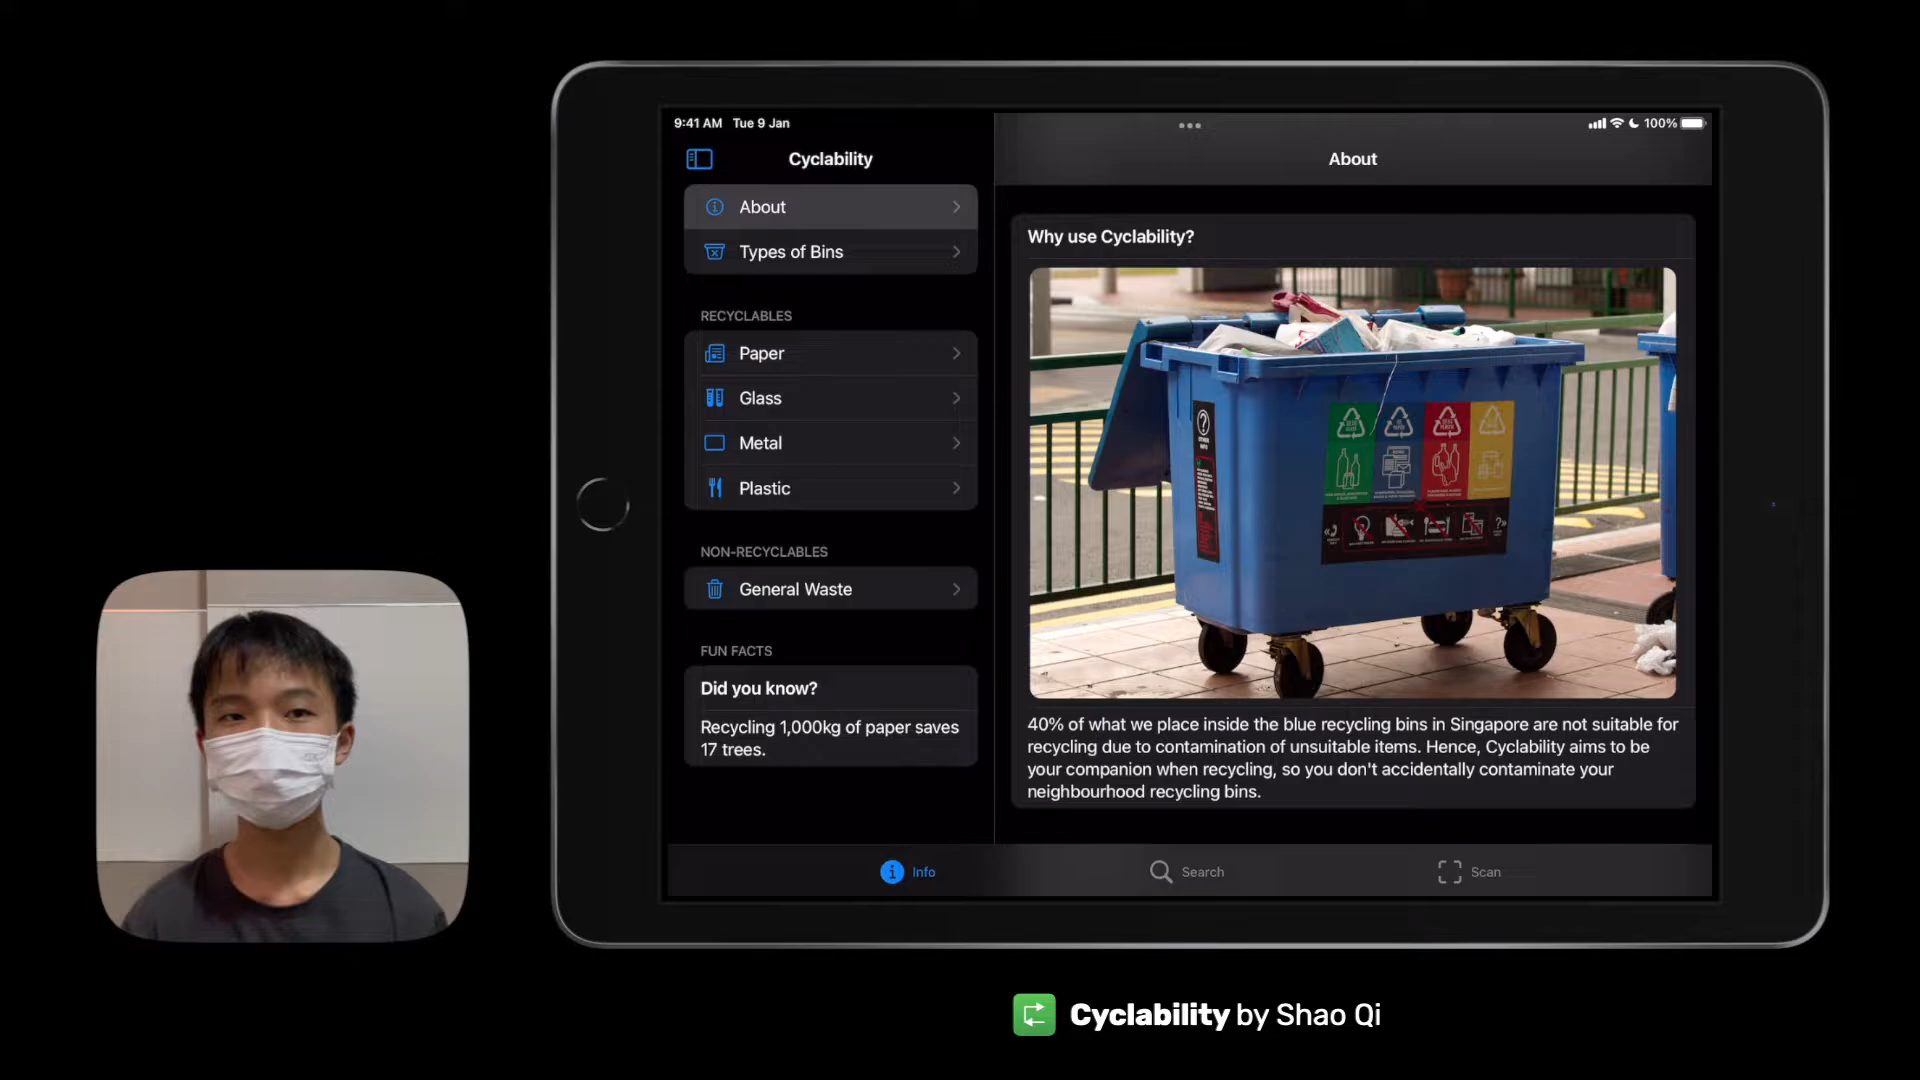 9:41 AM Tue 9 Jan
100%
Cyclability
About
Types of Bins
RECYCLABLES
Paper
Glass
Metal
Plastic
NON-RECYCLABLES
General Waste
FUN FACTS
Did you know?
Recycling 1,000kg of paper saves
17 trees.
About
Why use Cyclability?
40% of what we place inside the blue recycling bins in Singapore are not suitable for
recycling due to contamination of unsuitable items. Hence, Cyclability aims to be
your companion when recycling, so you don't accidentally contaminate your
neighbourhood recycling bins.
Info
Search
Scan
Cyclability by Shao Qi